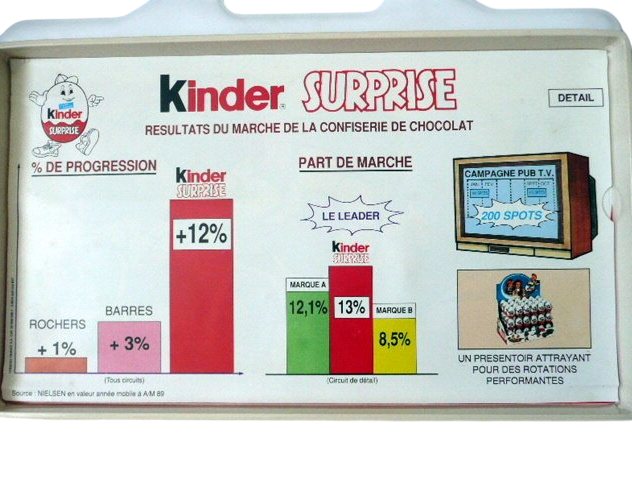 Kinder SURPRISE
DETAIL
RESULTATS DU MARCHE DE LA CONFISERIE DE CHOCOLAT
Kinder
SURPRISE
% DE PROGRESSION
Kinder
SURPRISE
+12%
BARRES
+ 3%
ROCHERS
+ 1%
(Tous circuits)
PART DE MARCHE
LE LEADER
Kinder
SURPRISE
MARQUE A
12,1%
13%
MARQUE B
8,5%
(Circuit de détail)
CAMPAGNE PUB T.V.
200 SPOTS
UN PRESENTOIR ATTRAYANT
POUR DES ROTATIONS
PERFORMANTES
Source : NIELSEN en valeur année mobile à A/M 89